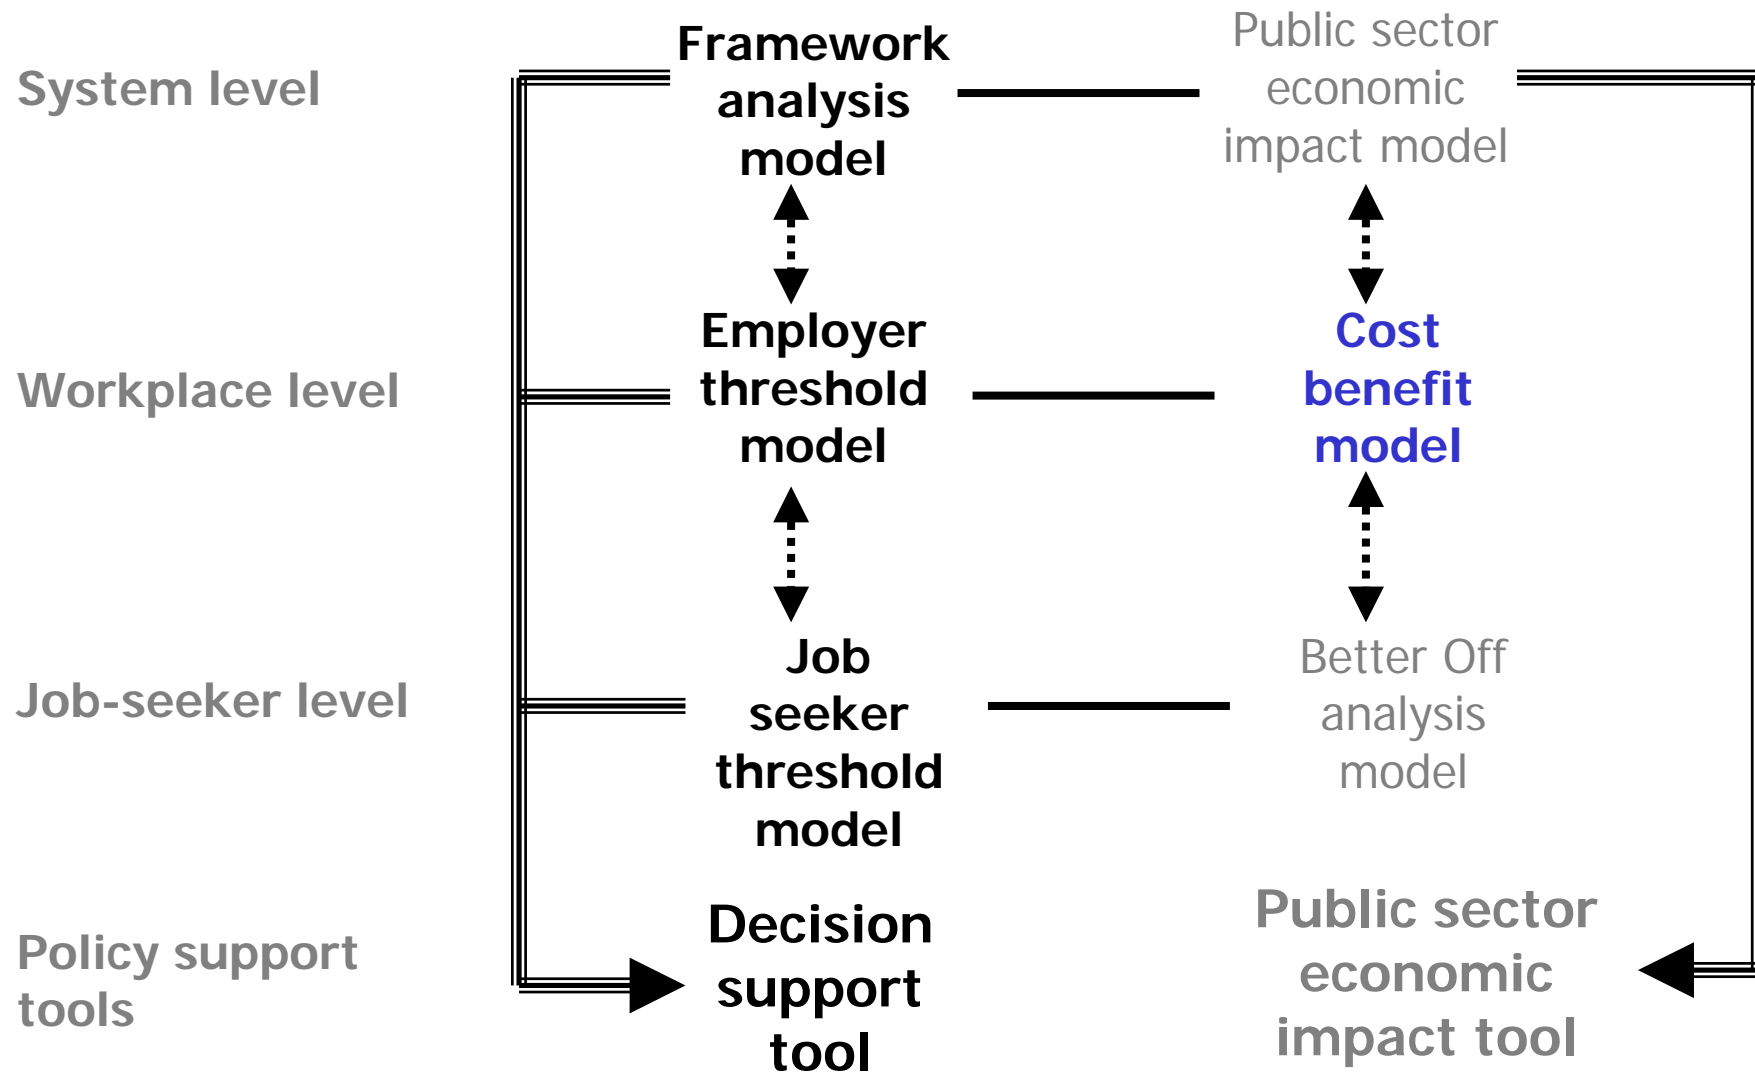 System level
Framework
analysis
model
Public sector
economic
impact model
Workplace level
Employer
threshold
model
Cost
benefit
model
Job-seeker level
Job
seeker
threshold
model
Better Off
analysis
model
Policy support
tools
Decision
support
tool
Public sector
economic
impact tool